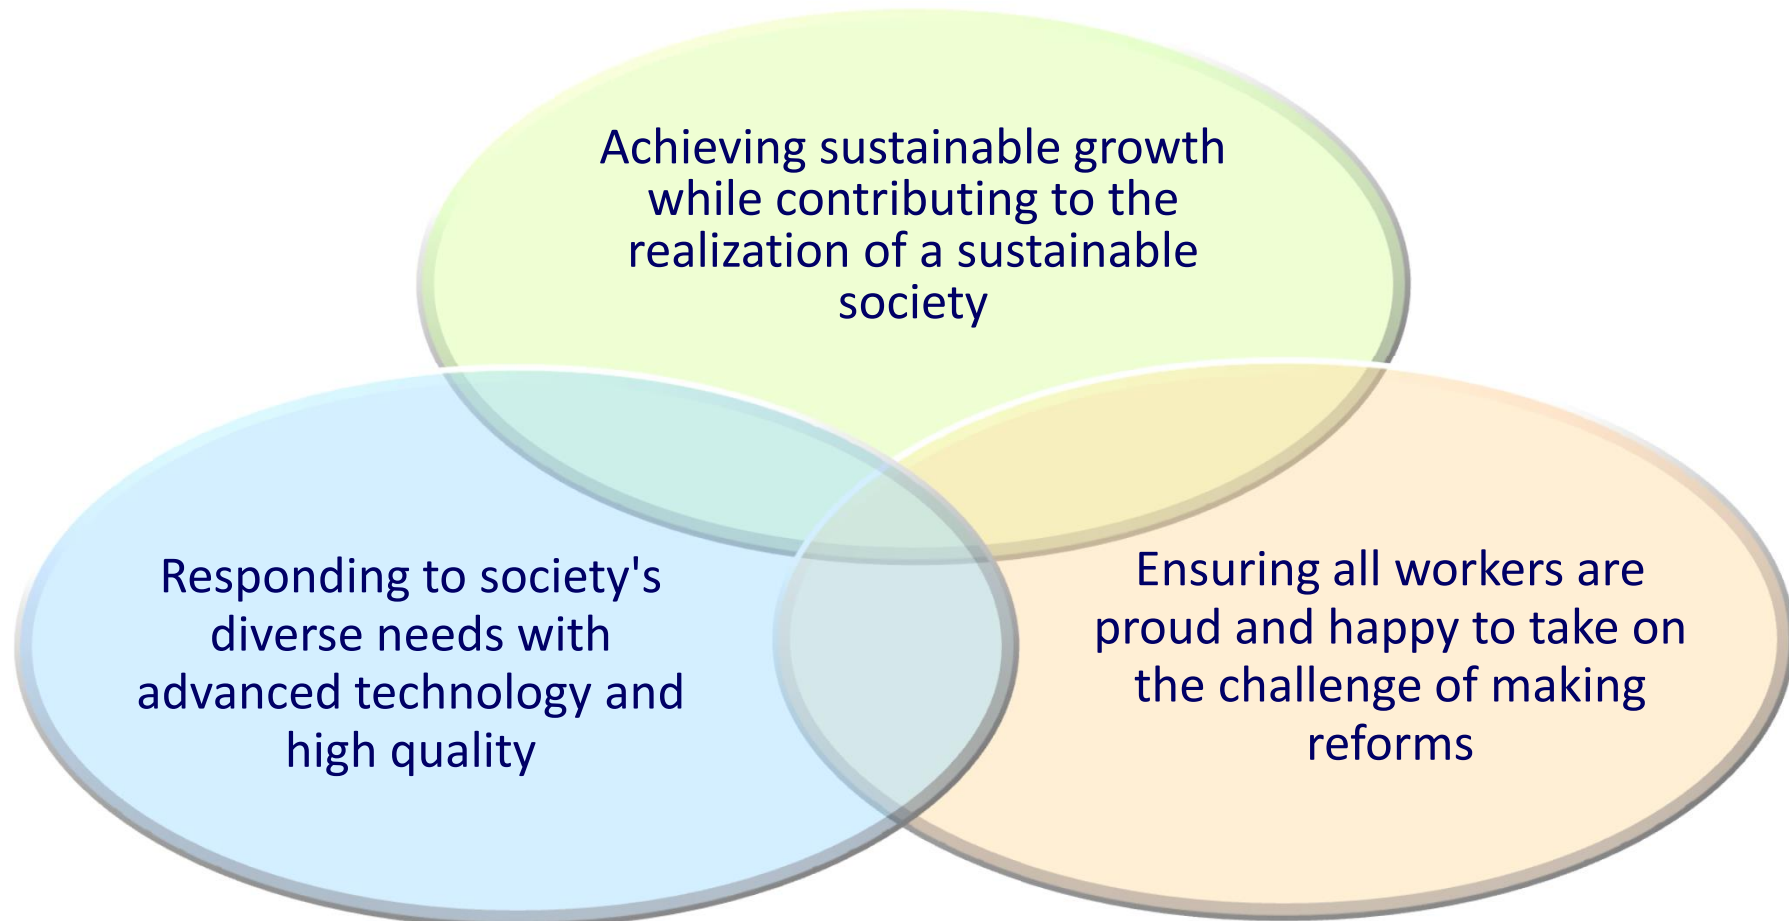 Achieving sustainable growth
while contributing to the
realization of a sustainable
society
Responding to society's
diverse needs with
advanced technology and
high quality
Ensuring all workers are
proud and happy to take on
the challenge of making
reforms